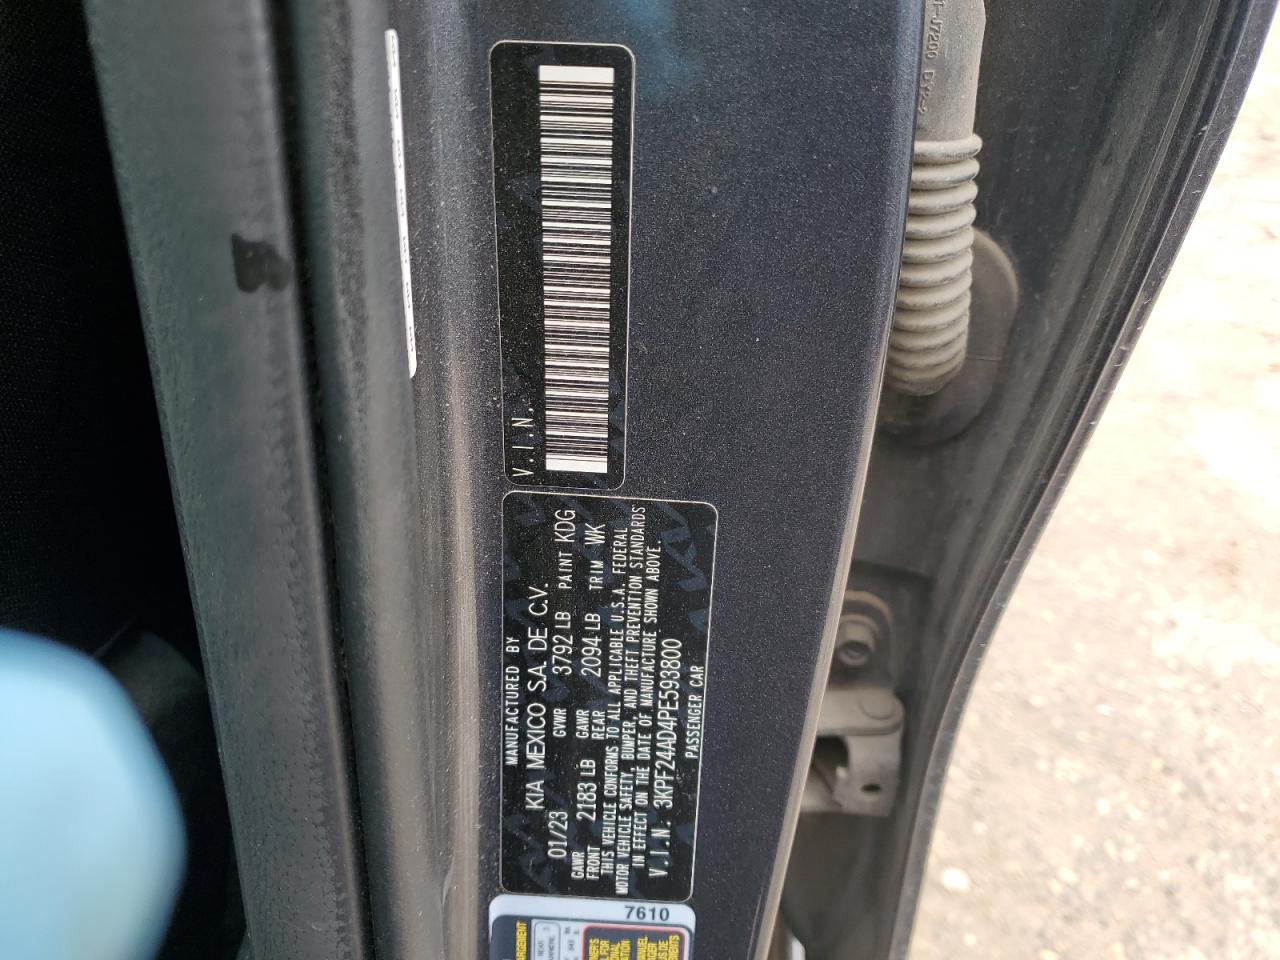 V.I.N.
MANUFACTURED BY
KIA MEXICO S.A. DE C.V.
01/23 GVWR 3792 LB PAINT KDG
GAWR FRONT 2183 LB GAWR REAR 2094 LB TRIM WK
THIS VEHICLE CONFORMS TO ALL APPLICABLE U.S.A. FEDERAL
MOTOR VEHICLE SAFETY, BUMPER, AND THEFT PREVENTION STANDARDS
IN EFFECT ON THE DATE OF MANUFACTURE SHOWN ABOVE.
V.I.N. 3KPF24AD4PE593800
PASSENGER CAR
7610
B
-J7200